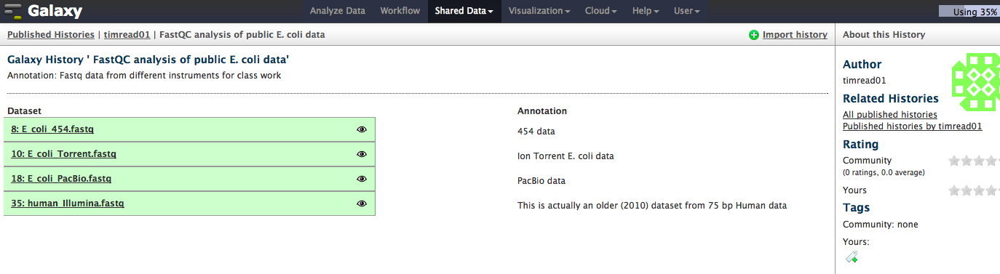 Galaxy
Analyze Data Workflow Shared Data Visualization Cloud Help User Using 35%
Published Histories | timread01 | FastQC analysis of public E. coli data Import history
Galaxy History ' FastQC analysis of public E. coli data'
Annotation: Fastq data from different instruments for class work
Dataset Annotation
8: E_coli_454.fastq 454 data
10: E_coli_Torrent.fastq Ion Torrent E. coli data
18: E_coli_PacBio.fastq PacBio data
35: human_Illumina.fastq This is actually an older (2010) dataset from 75 bp Human data
About this History
Author
timread01
Related Histories
All published histories
Published histories by timread01
Rating
Community
(0 ratings, 0.0 average)
Yours
Tags
Community: none
Yours: